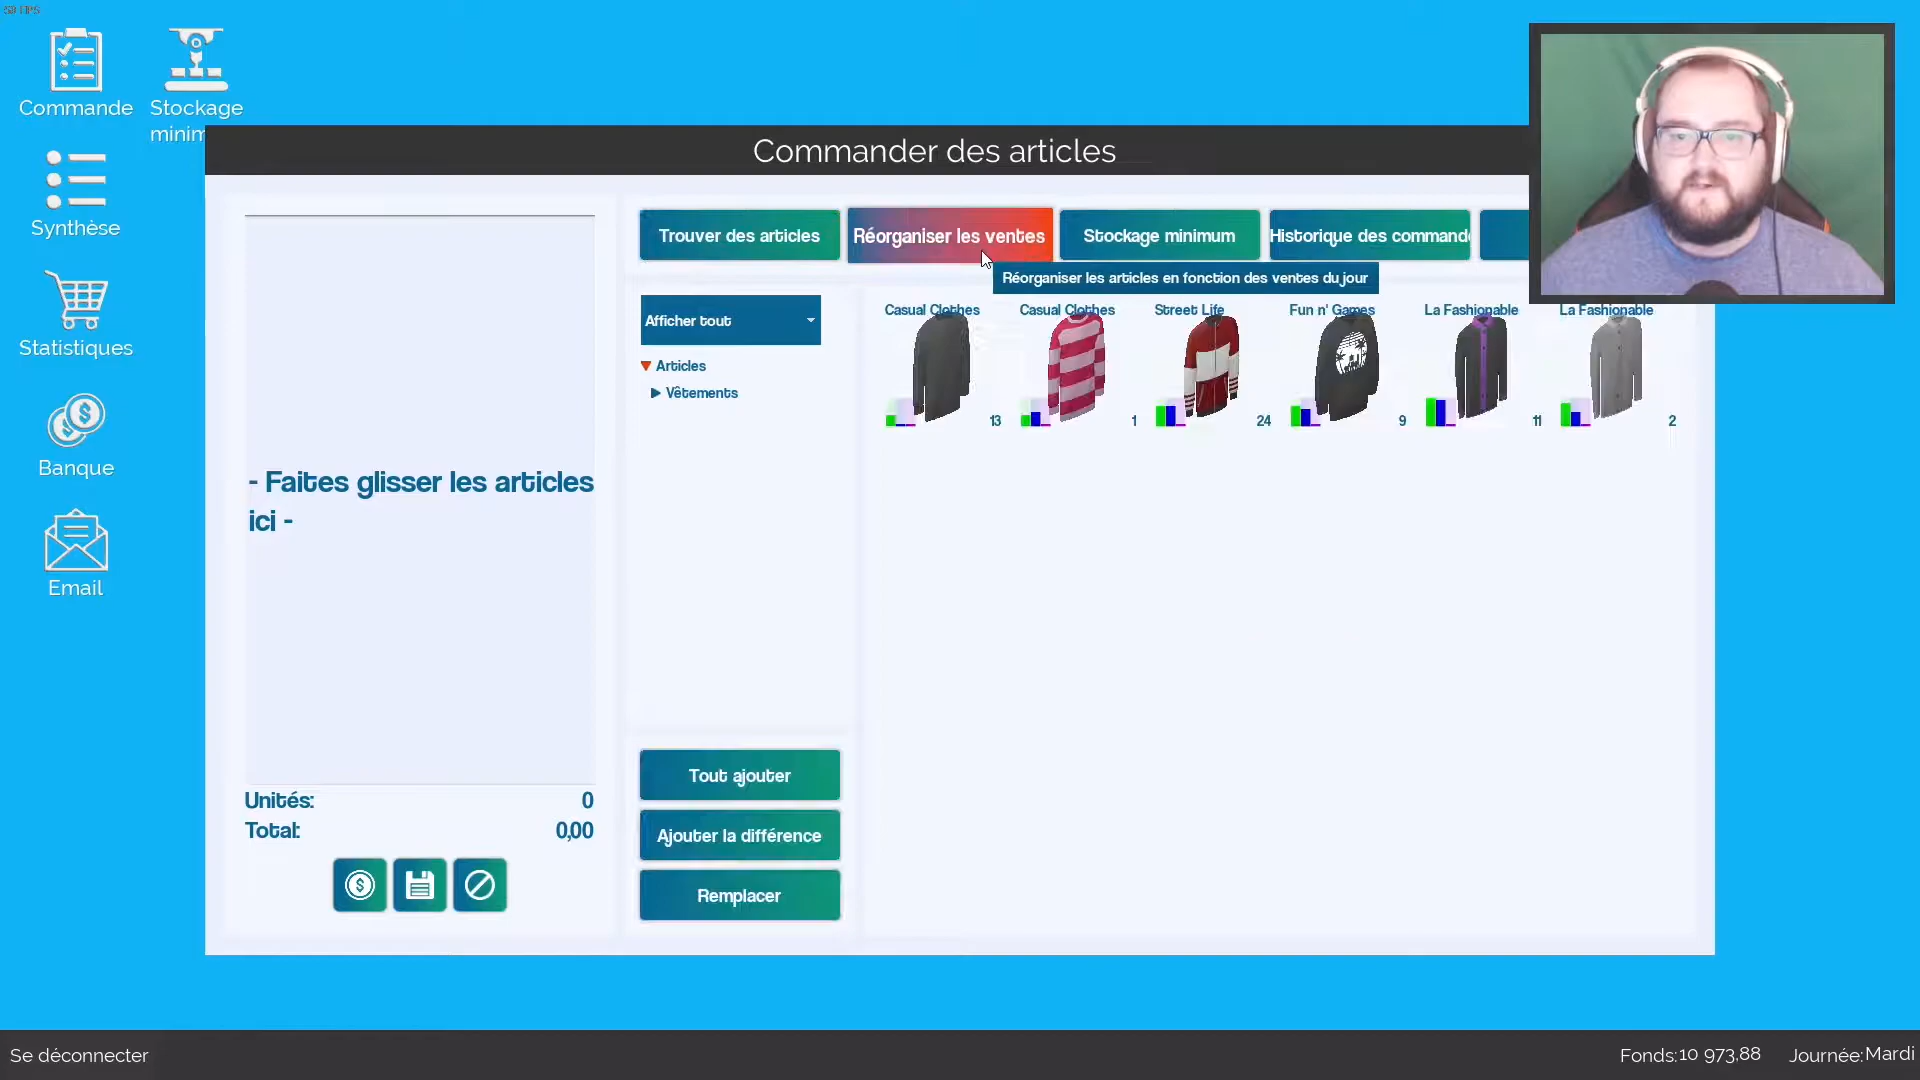 Commande
Stockage
minim
Synthèse
Statistiques
Banque
Email
Commander des articles
Trouver des articles
Réorganiser les ventes
Stockage minimum
Historique des command
Réorganiser les articles en fonction des ventes du jour
Afficher tout
Articles
Vêtements
Casual Clothes
13
Casual Clothes
1
Street Life
24
Fun n' Games
9
La Fashionable
11
La Fashionable
2
- Faites glisser les articles
ici -
Unités: 0
Total: 0,00
Tout ajouter
Ajouter la différence
Remplacer
Se déconnecter
Fonds: 10 973,88
Journée: Mardi